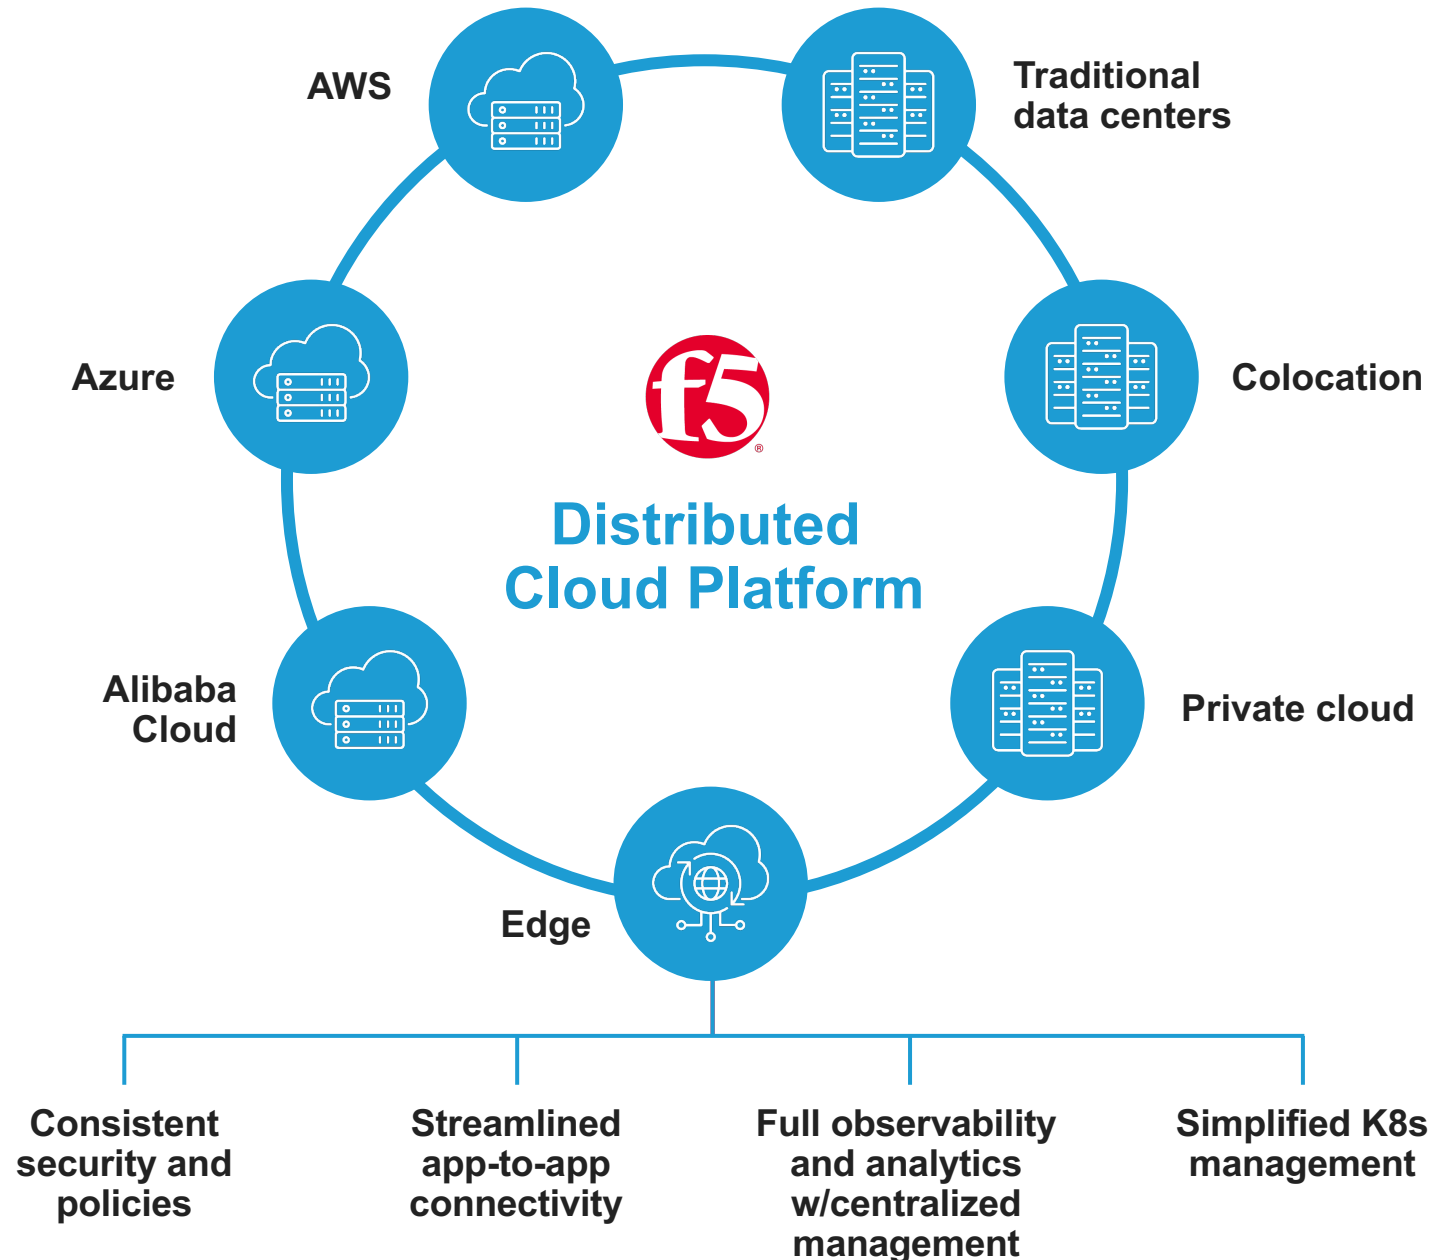 AWS
Traditional
data centers
Azure
Colocation
f5
®
Distributed
Cloud Platform
Alibaba
Cloud
Private cloud
Edge
Consistent
security and
policies
Streamlined
app-to-app
connectivity
Full observability
and analytics
w/centralized
management
Simplified K8s
management